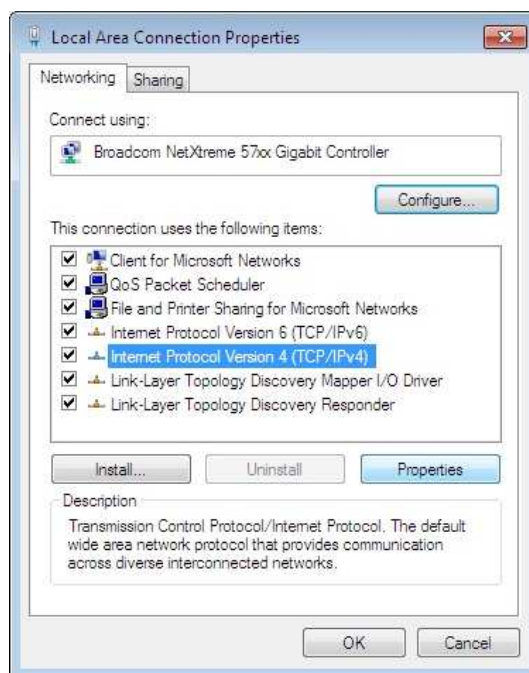 Local Area Connection Properties
Networking
Sharing
Connect using:
Broadcom NetXtreme 57xx Gigabit Controller
Configure...
This connection uses the following items:
Client for Microsoft Networks
QoS Packet Scheduler
File and Printer Sharing for Microsoft Networks
Internet Protocol Version 6 (TCP/IPv6)
Internet Protocol Version 4 (TCP/IPv4)
Link-Layer Topology Discovery Mapper I/O Driver
Link-Layer Topology Discovery Responder
Install...
Uninstall
Properties
Description
Transmission Control Protocol/Internet Protocol. The default
wide area network protocol that provides communication
across diverse interconnected networks.
OK
Cancel